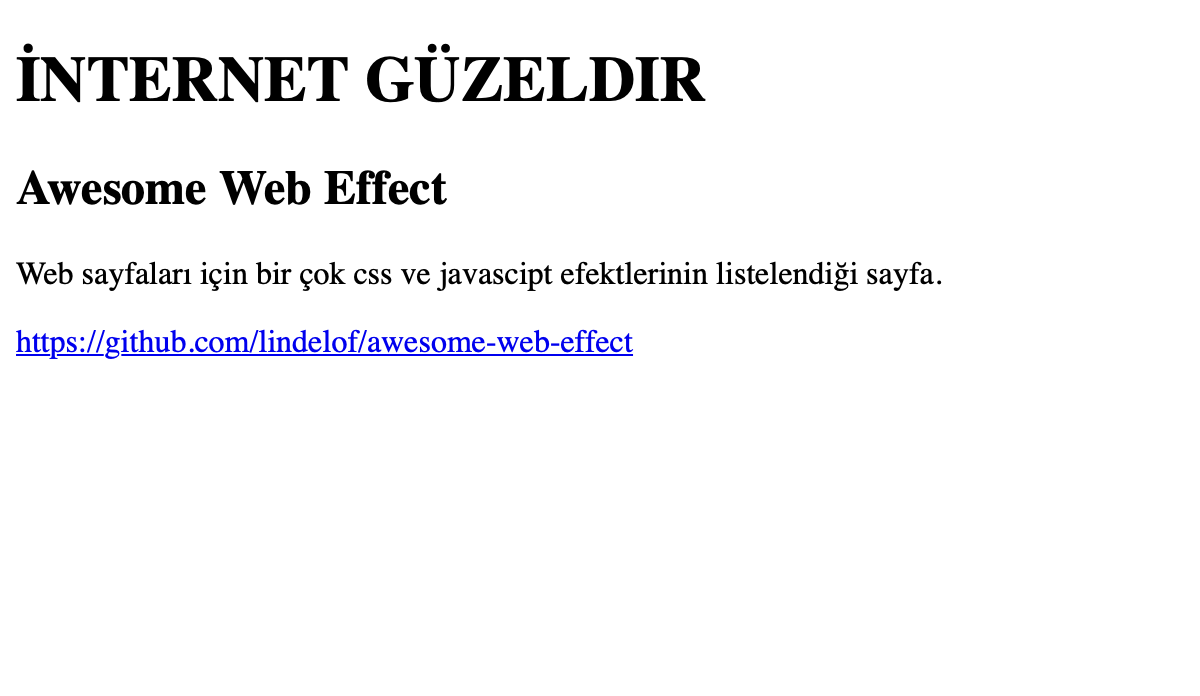 İNTERNET GÜZELDIR
Awesome Web Effect
Web sayfaları için bir çok css ve javascipt efektlerinin listelendiği sayfa.
https://github.com/lindelof/awesome-web-effect